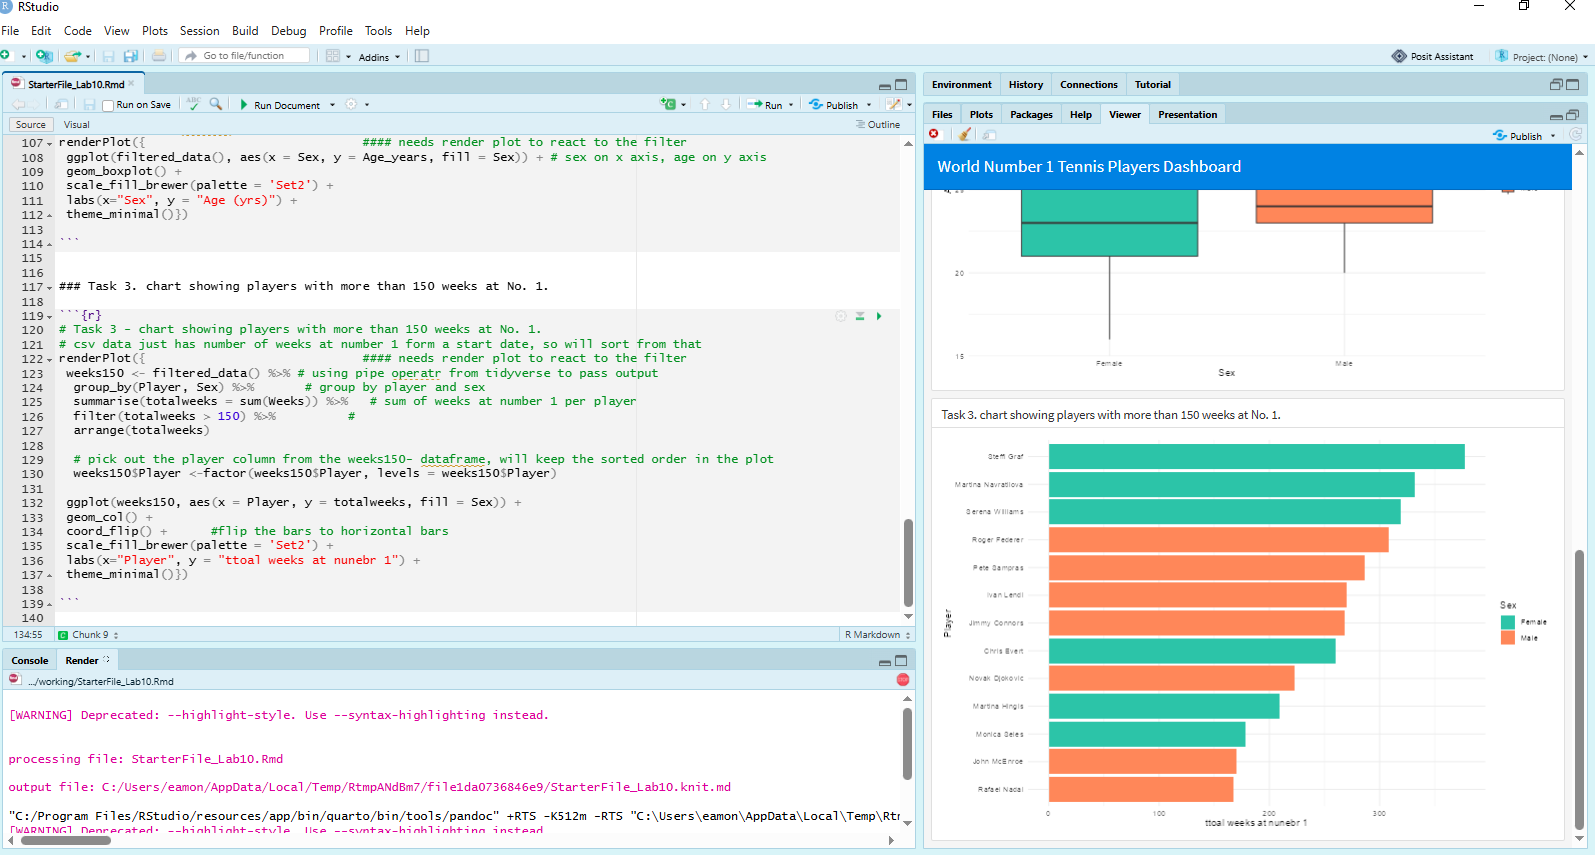 RStudio
File Edit Code View Plots Session Build Debug Profile Tools Help
Go to file/function Addins Posit Assistant Project: (None)
StarterFile_Lab10.Rmd
Run on Save ABC Run Document Run Publish
Source Visual Outline
107 renderPlot({ #### needs render plot to react to the filter
108 ggplot(filtered_data(), aes(x = Sex, y = Age_years, fill = Sex)) + # sex on x axis, age on y axis
109 geom_boxplot() +
110 scale_fill_brewer(palette = 'Set2') +
111 labs(x="Sex", y = "Age (yrs)") +
112 theme_minimal()})
113
114 ```
115
116
117 ### Task 3. chart showing players with more than 150 weeks at No. 1.
118
119 ```{r}
120 # Task 3 - chart showing players with more than 150 weeks at No. 1.
121 # csv data just has number of weeks at number 1 form a start date, so will sort from that
122 renderPlot({ #### needs render plot to react to the filter
123 weeks150 <- filtered_data() %>% # using pipe operatr from tidyverse to pass output
124 group_by(Player, Sex) %>% # group by player and sex
125 summarise(totalweeks = sum(Weeks)) %>% # sum of weeks at number 1 per player
126 filter(totalweeks > 150) %>% #
127 arrange(totalweeks)
128
129 # pick out the player column from the weeks150- dataframe, will keep the sorted order in the plot
130 weeks150$Player <-factor(weeks150$Player, levels = weeks150$Player)
131
132 ggplot(weeks150, aes(x = Player, y = totalweeks, fill = Sex)) +
133 geom_col() +
134 coord_flip() + #flip the bars to horizontal bars
135 scale_fill_brewer(palette = 'Set2') +
136 labs(x="Player", y = "ttoal weeks at nunebr 1") +
137 theme_minimal()})
138
139 ```
140
134:55 Chunk 9 R Markdown
Console Render
.../working/StarterFile_Lab10.Rmd
[WARNING] Deprecated: --highlight-style. Use --syntax-highlighting instead.
processing file: StarterFile_Lab10.Rmd
output file: C:/Users/eamon/AppData/Local/Temp/RtmpANdBm7/file1da0736846e9/StarterFile_Lab10.knit.md
"C:/Program Files/RStudio/resources/app/bin/quarto/bin/tools/pandoc" +RTS -K512m -RTS "C:\Users\eamon\AppData\Local\Temp\Rt
[WARNING] Deprecated: --highlight-style. Use --syntax-highlighting instead
Environment History Connections Tutorial
Files Plots Packages Help Viewer Presentation
Publish
World Number 1 Tennis Players Dashboard
20
15
Female Male
Sex
Task 3. chart showing players with more than 150 weeks at No. 1.
Steffi Graf
Martina Navratilova
Serena Williams
Roger Federer
Pete Sampras
Ivan Lendl
Jimmy Connors
Chris Evert
Novak Djokovic
Martina Hingis
Monica Seles
John McEnroe
Rafael Nadal
Player
0 100 200 300
ttoal weeks at nunebr 1
Sex
Female
Male